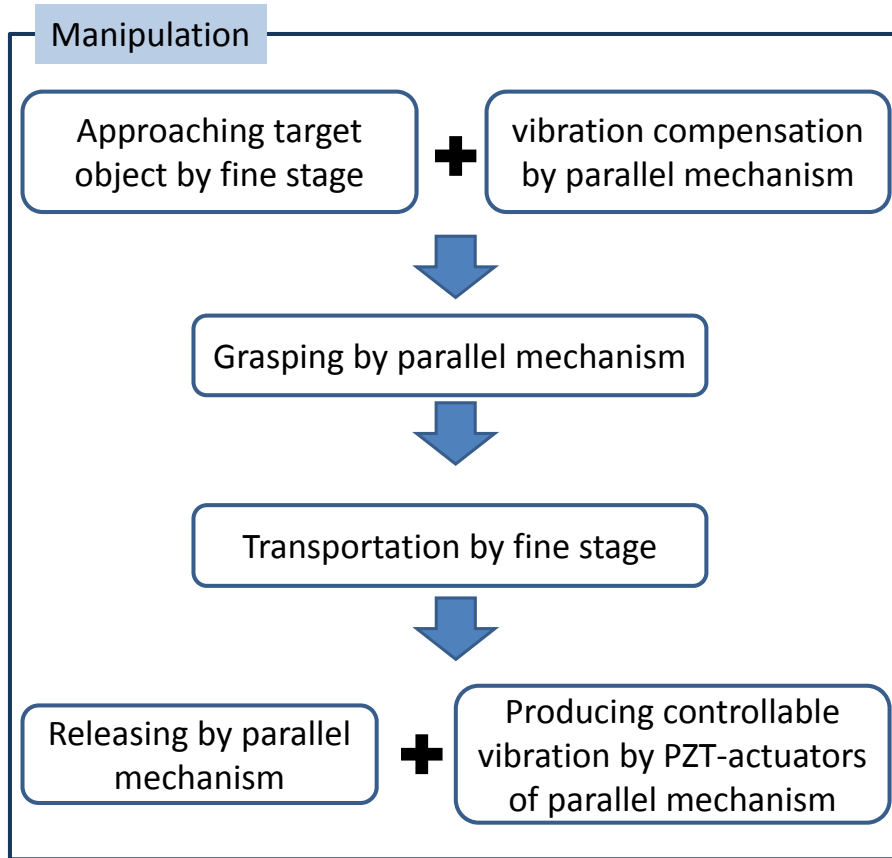 Manipulation
Approaching target
object by fine stage
vibration compensation
by parallel mechanism
Grasping by parallel mechanism
Transportation by fine stage
Releasing by parallel
mechanism
Producing controllable
vibration by PZT-actuators
of parallel mechanism